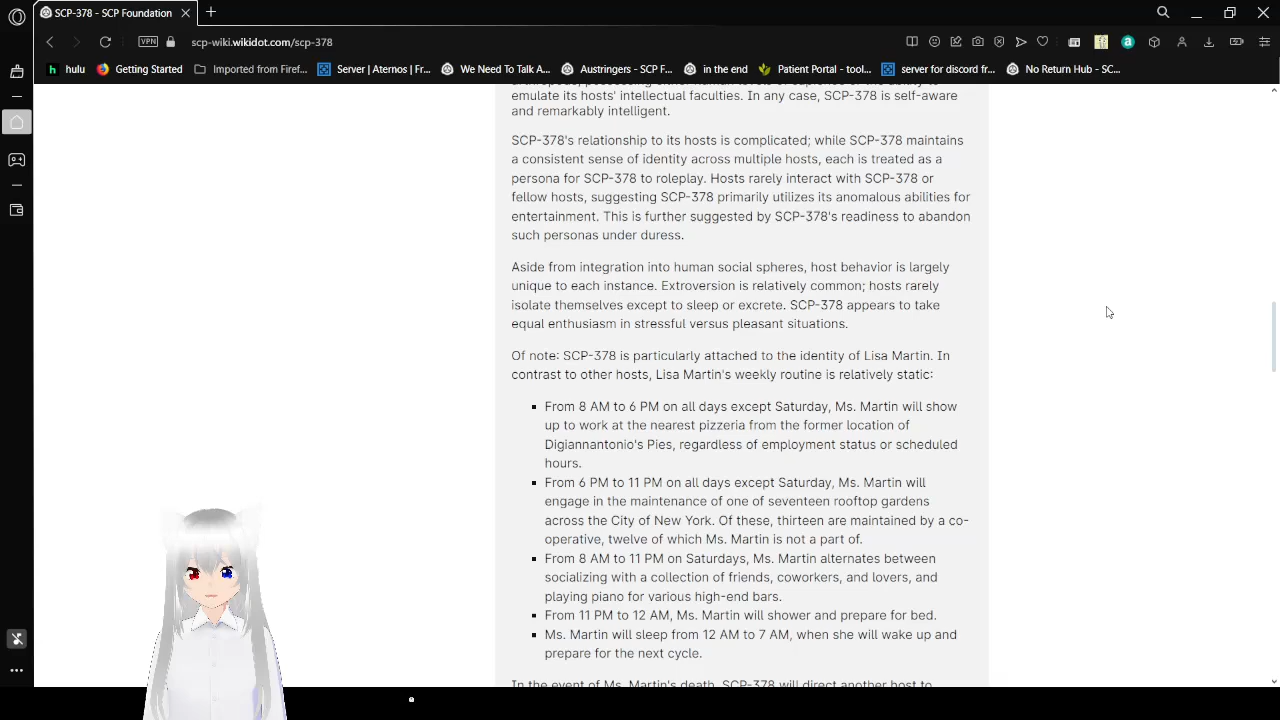 SCP-378 - SCP Foundation
VPN
scp-wiki.wikidot.com/scp-378
hulu
Getting Started
Imported from Firef...
Server | Aternos | Fr...
We Need To Talk A...
Austringers - SCP F...
in the end
Patient Portal - tool...
server for discord fr...
No Return Hub - SC...
emulate its hosts' intellectual faculties. In any case, SCP-378 is self-aware
and remarkably intelligent.
SCP-378's relationship to its hosts is complicated; while SCP-378 maintains
a consistent sense of identity across multiple hosts, each is treated as a
persona for SCP-378 to roleplay. Hosts rarely interact with SCP-378 or
fellow hosts, suggesting SCP-378 primarily utilizes its anomalous abilities for
entertainment. This is further suggested by SCP-378's readiness to abandon
such personas under duress.
Aside from integration into human social spheres, host behavior is largely
unique to each instance. Extroversion is relatively common; hosts rarely
isolate themselves except to sleep or excrete. SCP-378 appears to take
equal enthusiasm in stressful versus pleasant situations.
Of note: SCP-378 is particularly attached to the identity of Lisa Martin. In
contrast to other hosts, Lisa Martin's weekly routine is relatively static:
From 8 AM to 6 PM on all days except Saturday, Ms. Martin will show
up to work at the nearest pizzeria from the former location of
Digiannantonio's Pies, regardless of employment status or scheduled
hours.
From 6 PM to 11 PM on all days except Saturday, Ms. Martin will
engage in the maintenance of one of seventeen rooftop gardens
across the City of New York. Of these, thirteen are maintained by a co-
operative, twelve of which Ms. Martin is not a part of.
From 8 AM to 11 PM on Saturdays, Ms. Martin alternates between
socializing with a collection of friends, coworkers, and lovers, and
playing piano for various high-end bars.
From 11 PM to 12 AM, Ms. Martin will shower and prepare for bed.
Ms. Martin will sleep from 12 AM to 7 AM, when she will wake up and
prepare for the next cycle.
In the event of Ms. Martin's death, SCP-378 will direct another host to